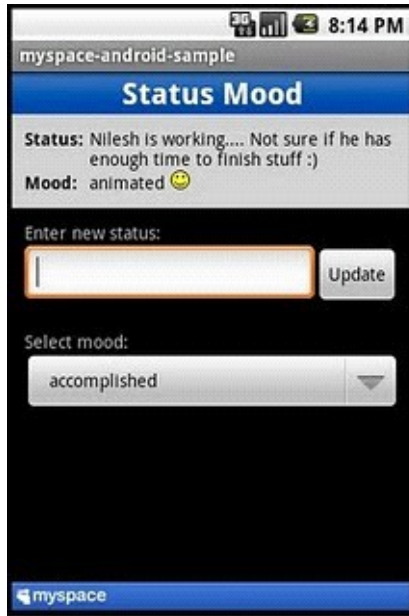 3G 8:14 PM
myspace-android-sample
Status Mood
Status: Nilesh is working.... Not sure if he has
enough time to finish stuff :)
Mood: animated
Enter new status:
Update
Select mood:
accomplished
myspace